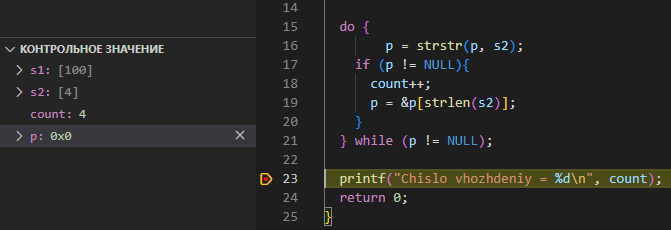 КОНТРОЛЬНОЕ ЗНАЧЕНИЕ
s1: [100]
s2: [4]
count: 4
p: 0x0
14
15 do {
16 p = strstr(p, s2);
17 if (p != NULL){
18 count++;
19 p = &p[strlen(s2)];
20 }
21 } while (p != NULL);
22
23 printf("Chislo vhozhdeniy = %d\n", count);
24 return 0;
25 }